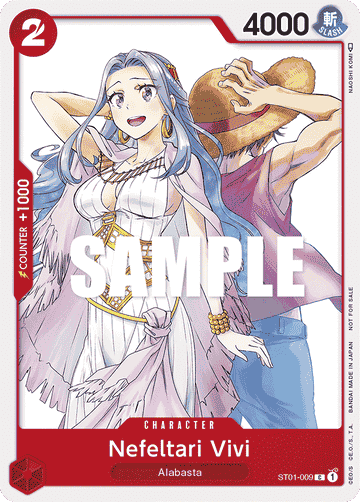 2
4000
斬
SLASH
NAOSHI KOMI
COUNTER +1000
SAMPLE
NOT FOR SALE
BANDAI MADE IN JAPAN
CHARACTER
Nefeltari Vivi
Alabasta
ST01-009 C 1